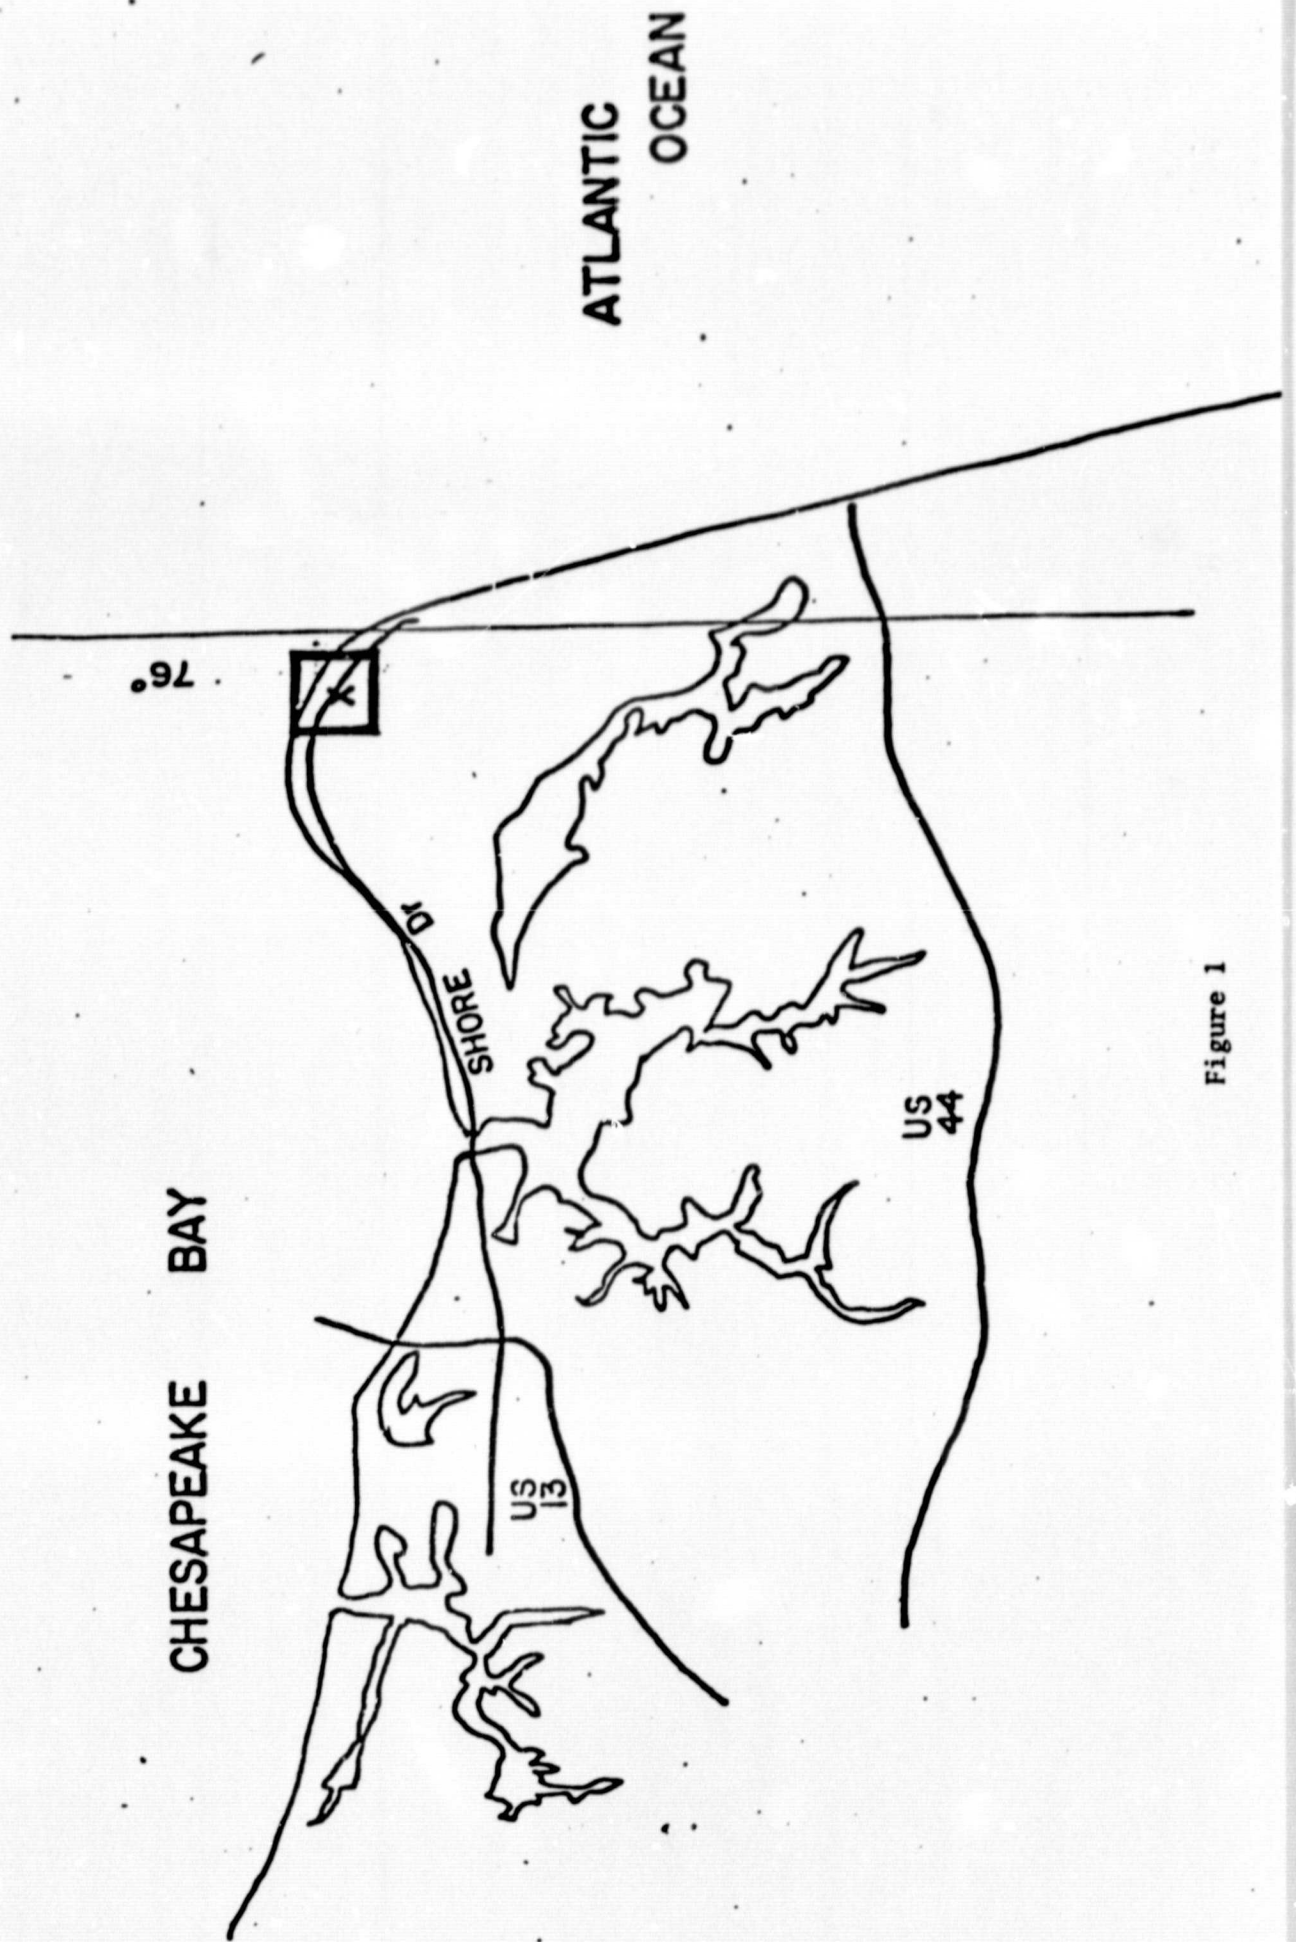 ATLANTIC
OCEAN
CHESAPEAKE BAY
76°
X
SHORE Dr
US
13
US
44
Figure 1